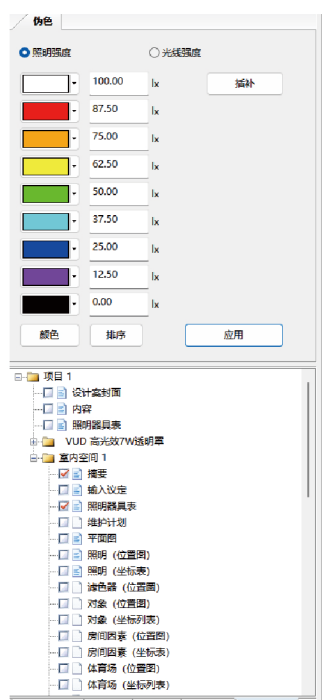 伪色
照明强度 光线强度
100.00 lx 插补
87.50 lx
75.00 lx
62.50 lx
50.00 lx
37.50 lx
25.00 lx
12.50 lx
0.00 lx
颜色 排序 应用
项目 1
设计案封面
内容
照明器具表
VUD 高光效7W透明罩
室内空间 1
摘要
输入议定
照明器具表
维护计划
平面图
照明 (位置图)
照明 (坐标表)
滤色器 (位置图)
对象 (位置图)
对象 (坐标列表)
房间因素 (位置图)
房间因素 (坐标表)
体育场 (位置图)
体育场 (坐标列表)